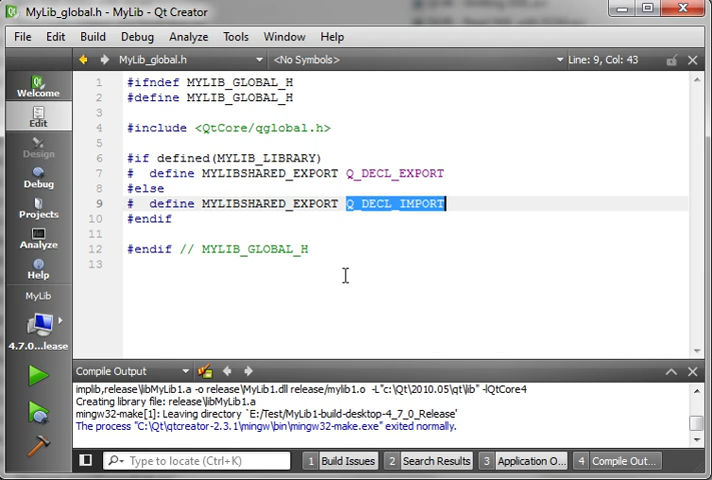 MyLib_global.h - MyLib - Qt Creator
File Edit Build Debug Analyze Tools Window Help
MyLib_global.h <No Symbols> Line: 9, Col: 43
Welcome
Edit
Design
Debug
Projects
Analyze
Help
MyLib
4.7.0...lease
1 #ifndef MYLIB_GLOBAL_H
2 #define MYLIB_GLOBAL_H
3
4 #include <QtCore/qglobal.h>
5
6 #if defined(MYLIB_LIBRARY)
7 #  define MYLIBSHARED_EXPORT Q_DECL_EXPORT
8 #else
9 #  define MYLIBSHARED_EXPORT Q_DECL_IMPORT
10 #endif
11
12 #endif // MYLIB_GLOBAL_H
13
Compile Output
implib,release\libMyLib1.a -o release\MyLib1.dll release/mylib1.o -L"c:\Qt\2010.05\qt\lib" -lQtCore4
Creating library file: release\libMyLib1.a
mingw32-make[1]: Leaving directory `E:/Test/MyLib1-build-desktop-4_7_0_Release'
The process "C:\Qt\qtcreator-2.3.1\mingw\bin\mingw32-make.exe" exited normally.
Type to locate (Ctrl+K) 1 Build Issues 2 Search Results 3 Application O... 4 Compile Out...